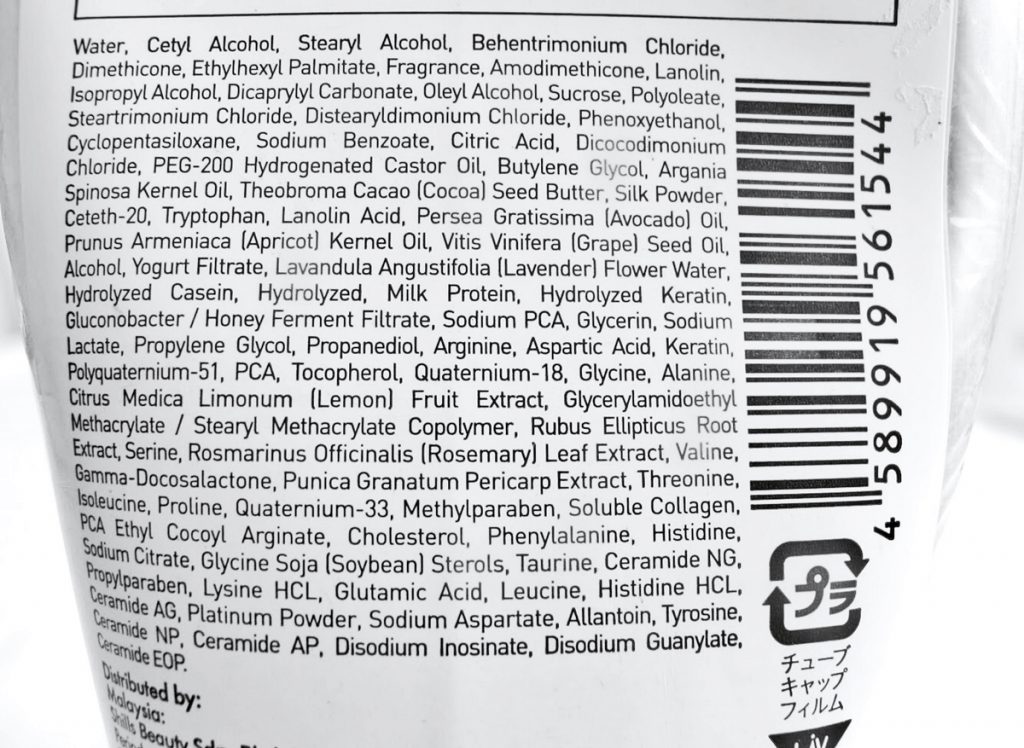 Water, Cetyl Alcohol, Stearyl Alcohol, Behentrimonium Chloride,
Dimethicone, Ethylhexyl Palmitate, Fragrance, Amodimethicone, Lanolin,
Isopropyl Alcohol, Dicaprylyl Carbonate, Oleyl Alcohol, Sucrose, Polyoleate,
Steartrimonium Chloride, Distearyldimonium Chloride, Phenoxyethanol,
Cyclopentasiloxane, Sodium Benzoate, Citric Acid, Dicocodimonium
Chloride, PEG-200 Hydrogenated Castor Oil, Butylene Glycol, Argania
Spinosa Kernel Oil, Theobroma Cacao (Cocoa) Seed Butter, Silk Powder,
Ceteth-20, Tryptophan, Lanolin Acid, Persea Gratissima (Avocado) Oil,
Prunus Armeniaca (Apricot) Kernel Oil, Vitis Vinifera (Grape) Seed Oil,
Alcohol, Yogurt Filtrate, Lavandula Angustifolia (Lavender) Flower Water,
Hydrolyzed Casein, Hydrolyzed, Milk Protein, Hydrolyzed Keratin,
Gluconobacter / Honey Ferment Filtrate, Sodium PCA, Glycerin, Sodium
Lactate, Propylene Glycol, Propanediol, Arginine, Aspartic Acid, Keratin,
Polyquaternium-51, PCA, Tocopherol, Quaternium-18, Glycine, Alanine,
Citrus Medica Limonum (Lemon) Fruit Extract, Glycerylamidoethyl
Methacrylate / Stearyl Methacrylate Copolymer, Rubus Ellipticus Root
Extract, Serine, Rosmarinus Officinalis (Rosemary) Leaf Extract, Valine,
Gamma-Docosalactone, Punica Granatum Pericarp Extract, Threonine,
Isoleucine, Proline, Quaternium-33, Methylparaben, Soluble Collagen,
PCA Ethyl Cocoyl Arginate, Cholesterol, Phenylalanine, Histidine,
Sodium Citrate, Glycine Soja (Soybean) Sterols, Taurine, Ceramide NG,
Propylparaben, Lysine HCL, Glutamic Acid, Leucine, Histidine HCL,
Ceramide AG, Platinum Powder, Sodium Aspartate, Allantoin, Tyrosine,
Ceramide NP, Ceramide AP, Disodium Inosinate, Disodium Guanylate,
Ceramide EOP.
Distributed by:
Malaysia:
Shills Beauty
4 589919 561544
プラ
チューブ
キャップ
フィルム